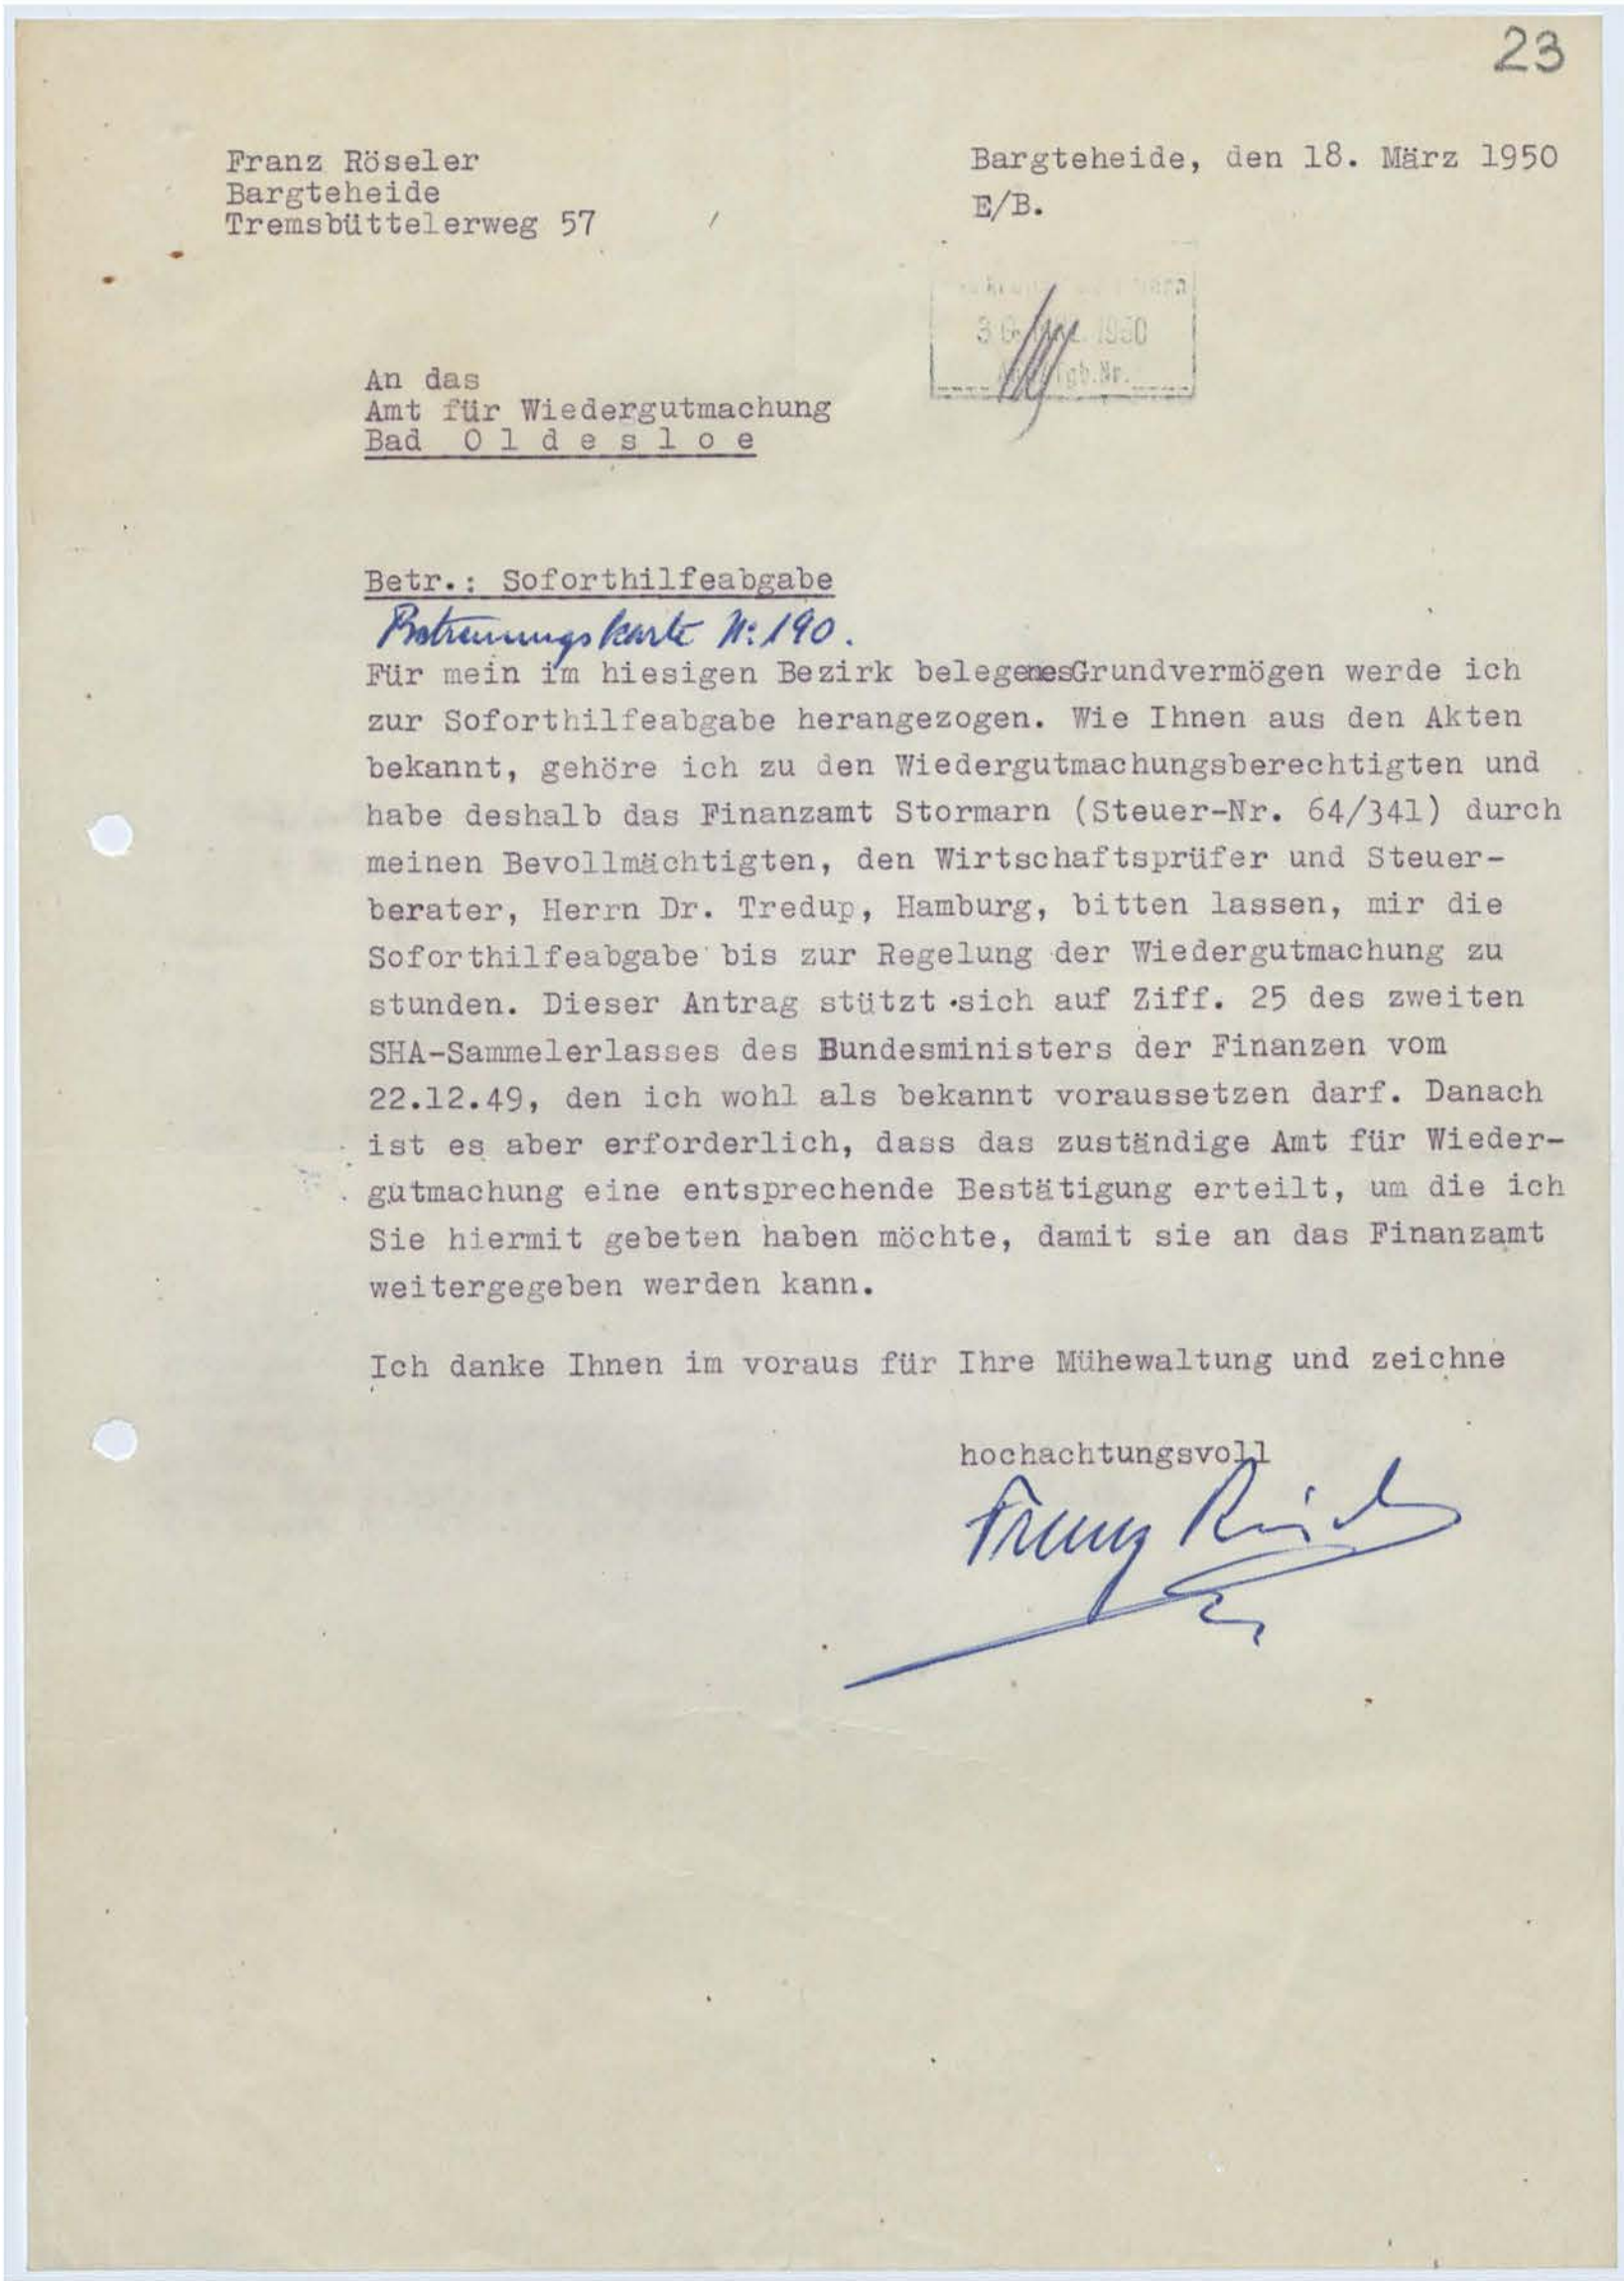 23
Franz Röseler
Bargteheide
Tremsbüttelerweg 57
Bargteheide, den 18. März 1950
E/B.
1950
gb.Nr.
An das
Amt für Wiedergutmachung
Bad Oldesloe
Betr.: Soforthilfeabgabe
Betreuungskarte N: 190.
Für mein im hiesigen Bezirk belegenesGrundvermögen werde ich
zur Soforthilfeabgabe herangezogen. Wie Ihnen aus den Akten
bekannt, gehöre ich zu den Wiedergutmachungsberechtigten und
habe deshalb das Finanzamt Stormarn (Steuer-Nr. 64/341) durch
meinen Bevollmächtigten, den Wirtschaftsprüfer und Steuer-
berater, Herrn Dr. Tredup, Hamburg, bitten lassen, mir die
Soforthilfeabgabe bis zur Regelung der Wiedergutmachung zu
stunden. Dieser Antrag stützt sich auf Ziff. 25 des zweiten
SHA-Sammelerlasses des Bundesministers der Finanzen vom
22.12.49, den ich wohl als bekannt voraussetzen darf. Danach
ist es aber erforderlich, dass das zuständige Amt für Wieder-
gutmachung eine entsprechende Bestätigung erteilt, um die ich
Sie hiermit gebeten haben möchte, damit sie an das Finanzamt
weitergegeben werden kann.
Ich danke Ihnen im voraus für Ihre Mühewaltung und zeichne
hochachtungsvoll
Franz Röseler